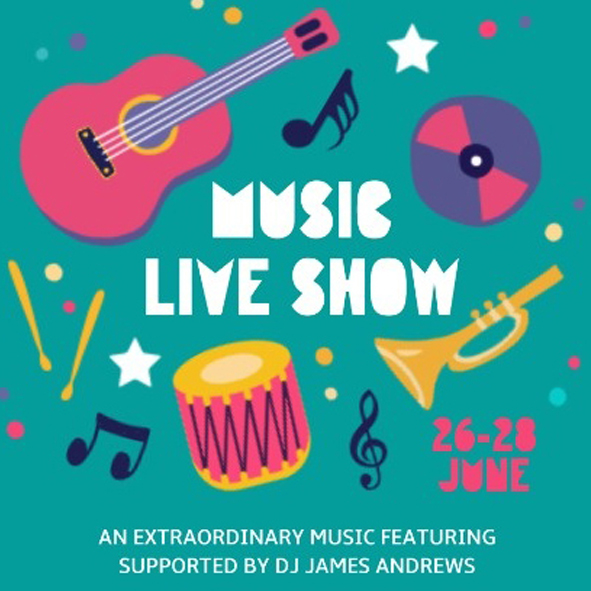 MUSIC
LIVE SHOW
26-28
JUNE
AN EXTRAORDINARY MUSIC FEATURING
SUPPORTED BY DJ JAMES ANDREWS